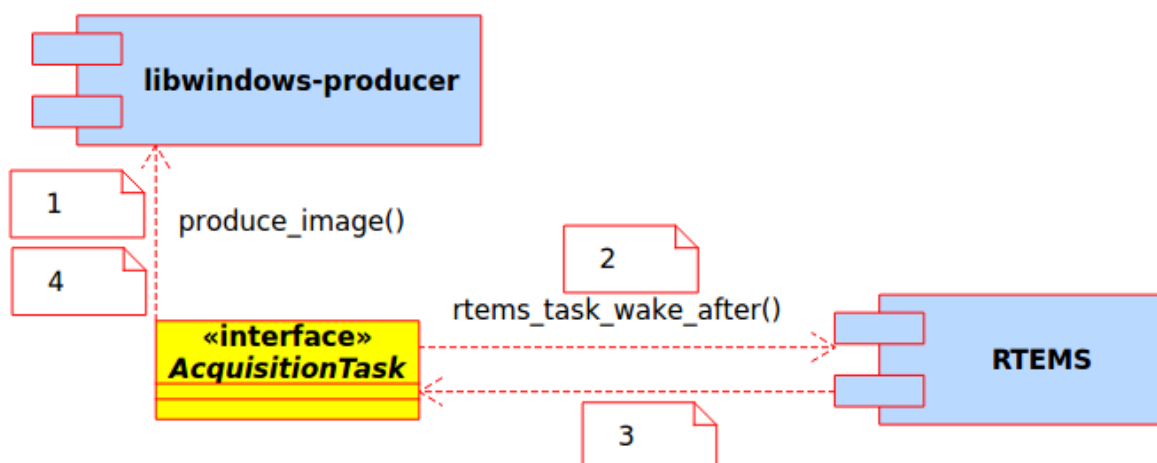 libwindows-producer
1
produce_image()
4
2
rtems_task_wake_after()
«interface»
AcquisitionTask
RTEMS
3